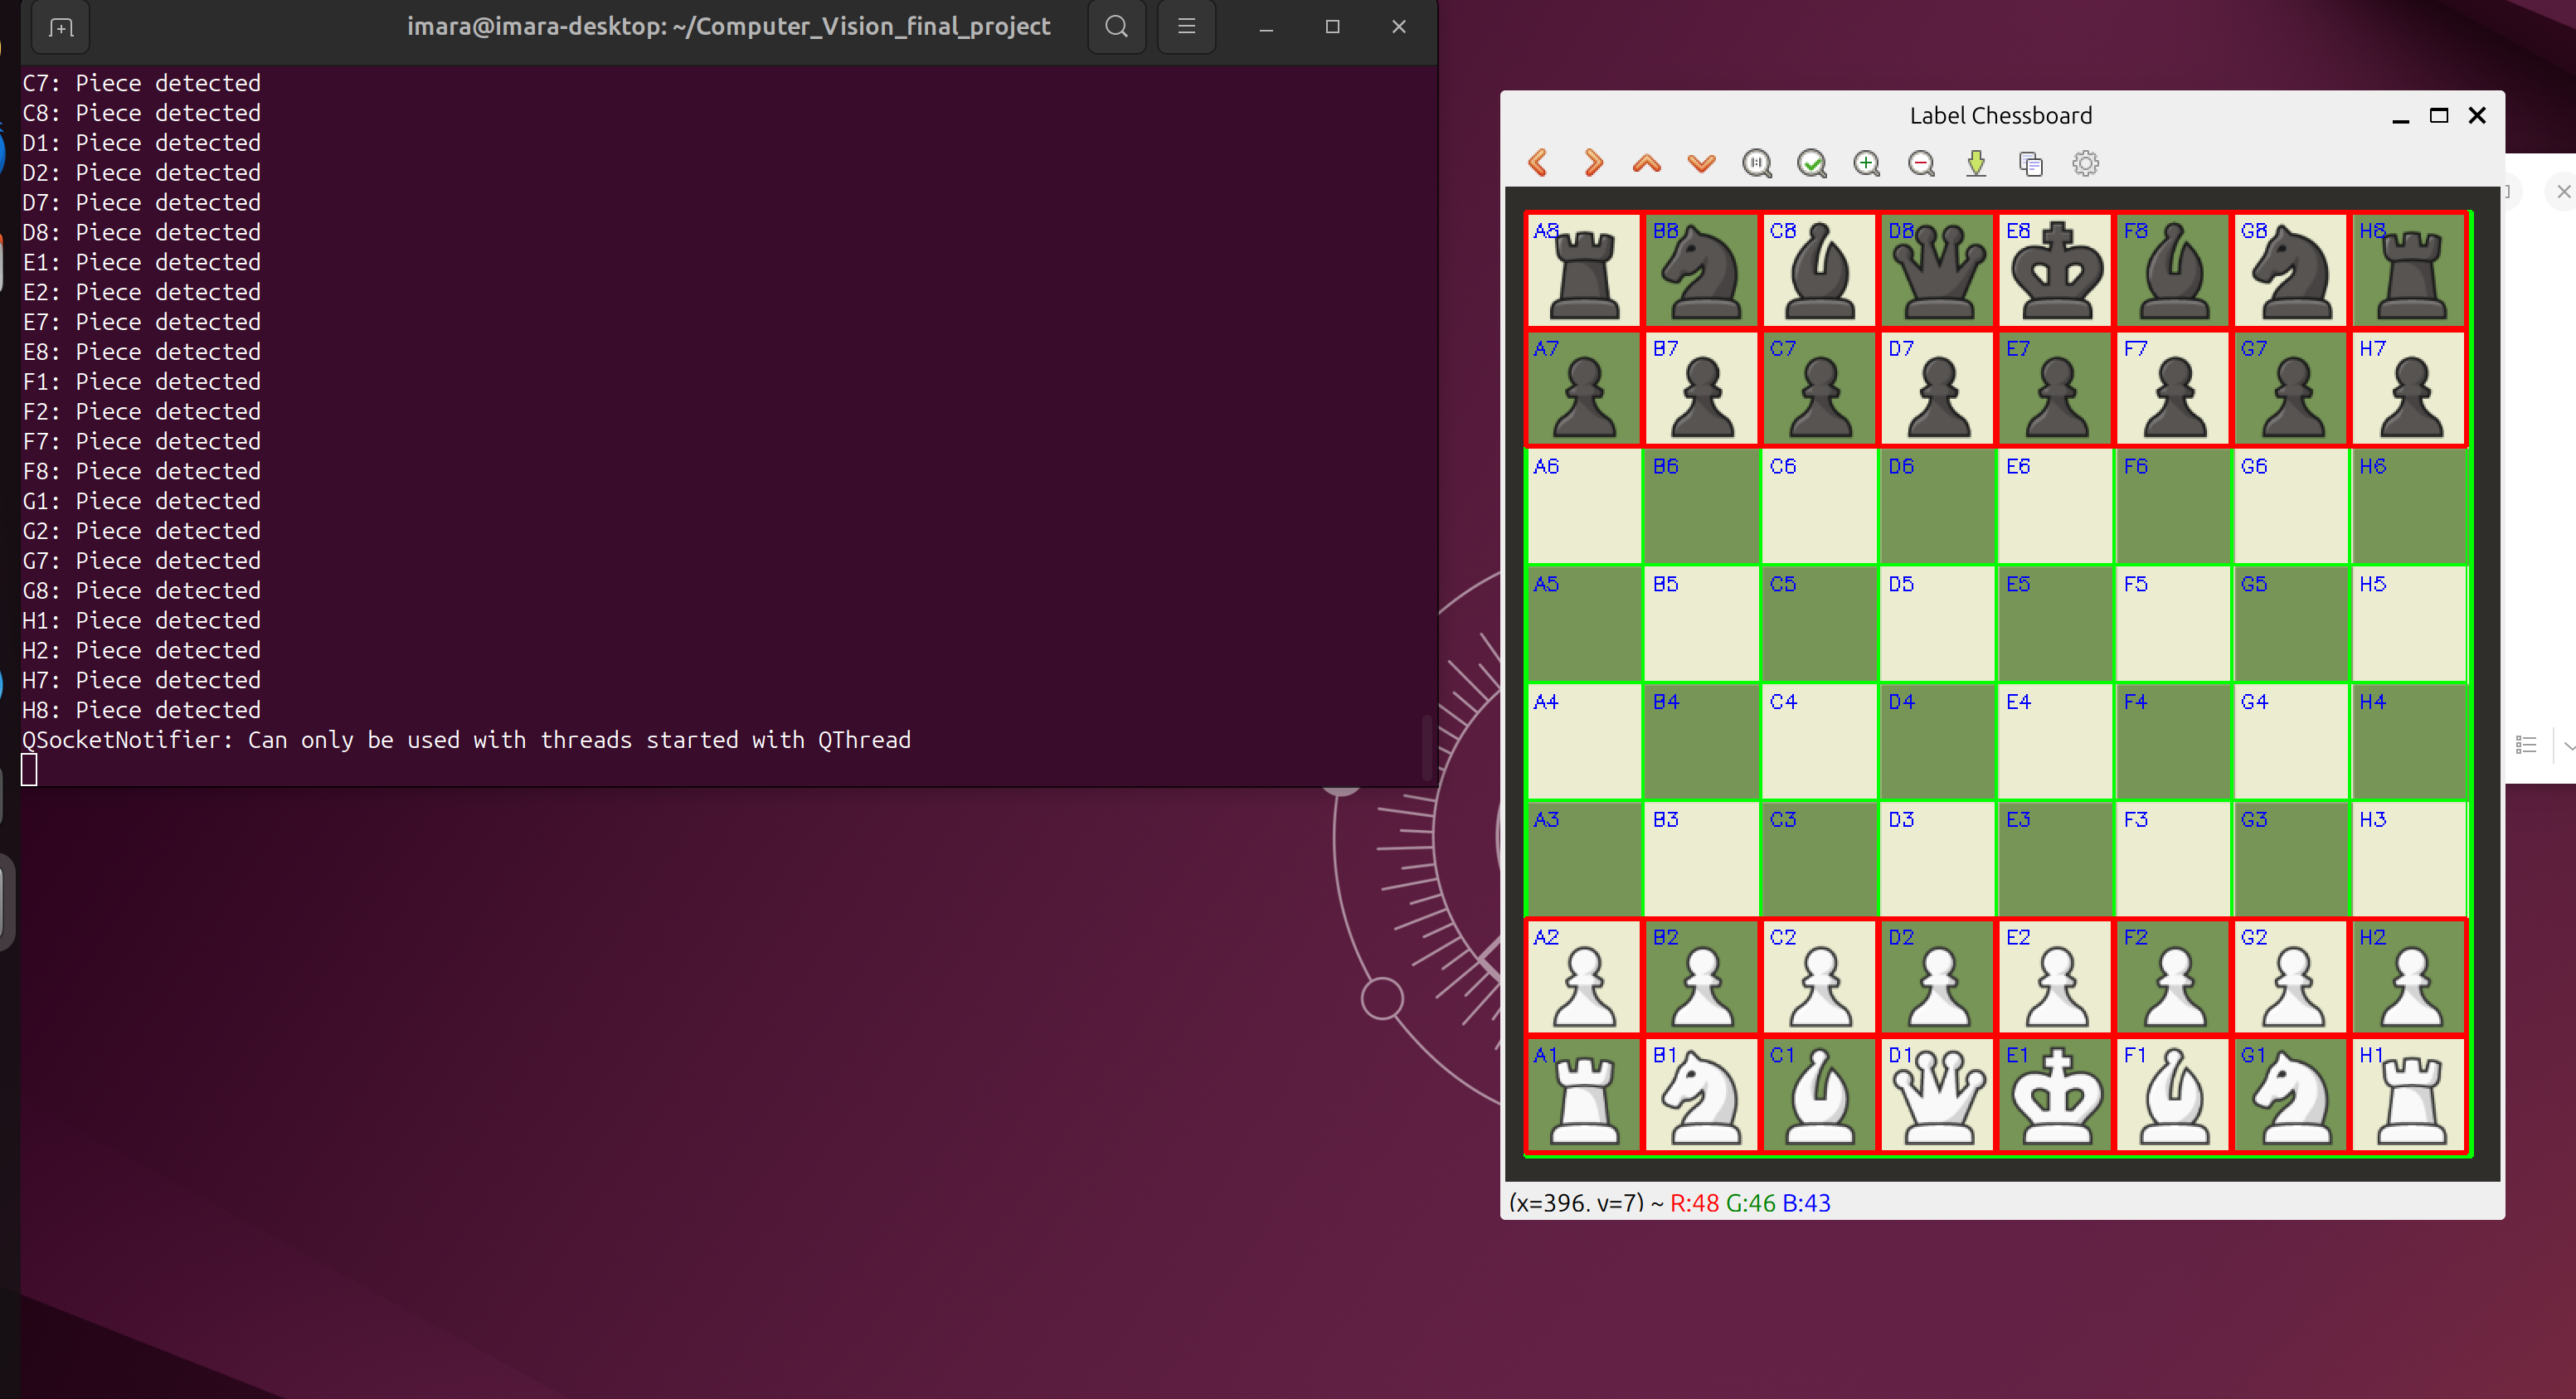 imara@imara-desktop: ~/Computer_Vision_final_project
C7: Piece detected
C8: Piece detected
D1: Piece detected
D2: Piece detected
D7: Piece detected
D8: Piece detected
E1: Piece detected
E2: Piece detected
E7: Piece detected
E8: Piece detected
F1: Piece detected
F2: Piece detected
F7: Piece detected
F8: Piece detected
G1: Piece detected
G2: Piece detected
G7: Piece detected
G8: Piece detected
H1: Piece detected
H2: Piece detected
H7: Piece detected
H8: Piece detected
QSocketNotifier: Can only be used with threads started with QThread
Label Chessboard
A8 B8 C8 D8 E8 F8 G8 H8
A7 B7 C7 D7 E7 F7 G7 H7
A6 B6 C6 D6 E6 F6 G6 H6
A5 B5 C5 D5 E5 F5 G5 H5
A4 B4 C4 D4 E4 F4 G4 H4
A3 B3 C3 D3 E3 F3 G3 H3
A2 B2 C2 D2 E2 F2 G2 H2
A1 B1 C1 D1 E1 F1 G1 H1
(x=396, y=7) ~ R:48 G:46 B:43